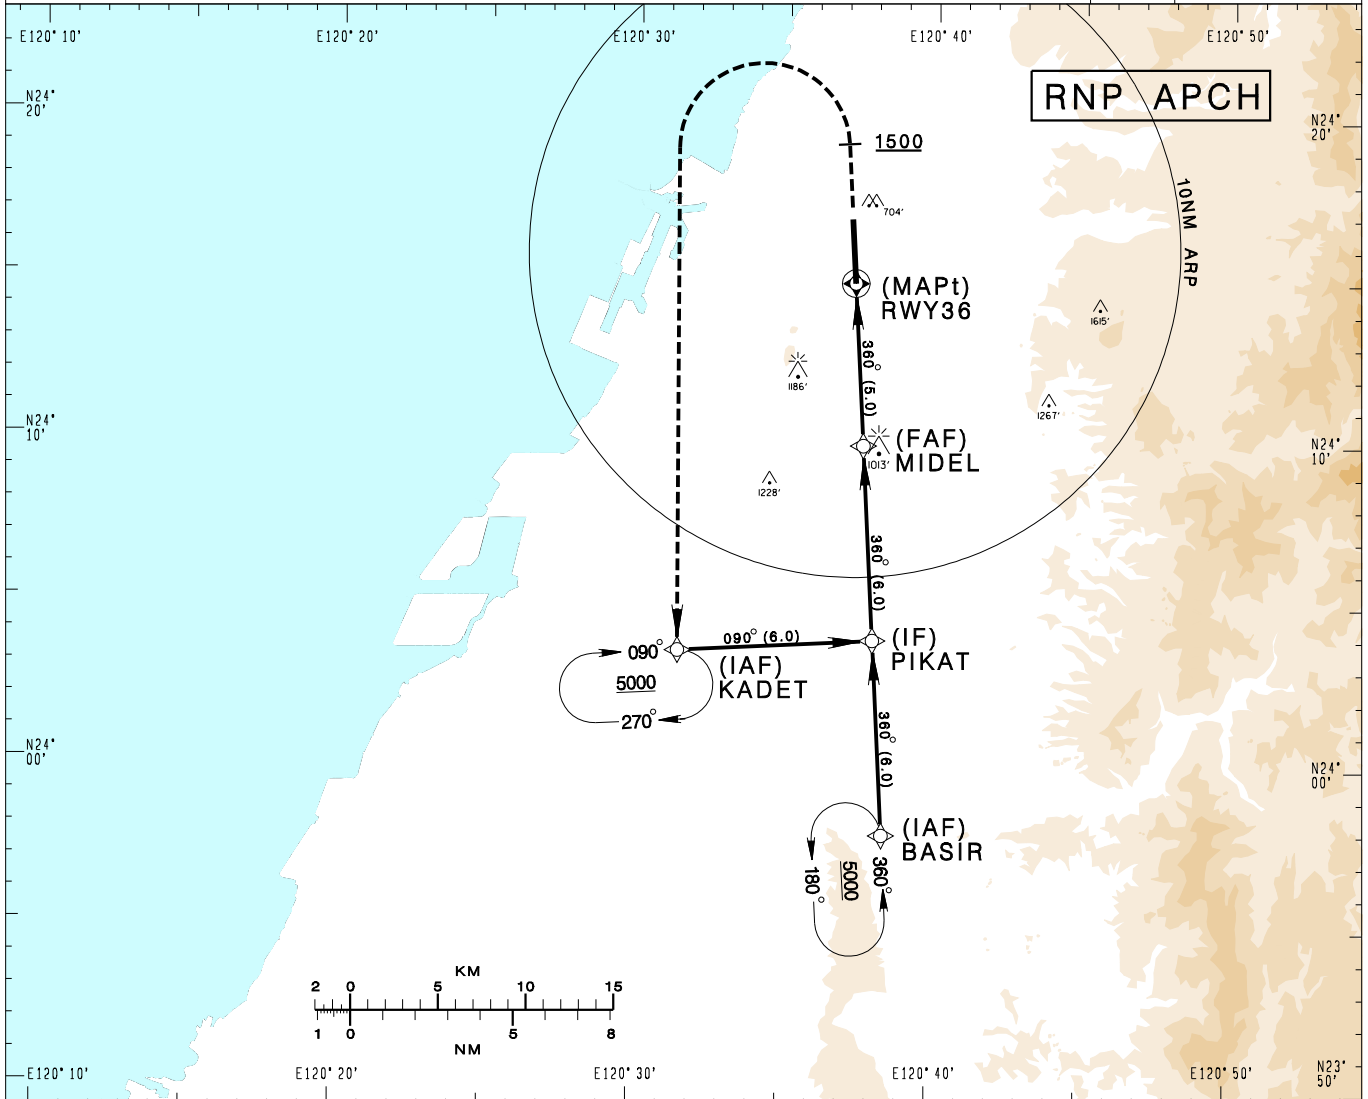 E120° 10'
E120° 20'
E120° 30'
E120° 40'
E120° 50'
N24°
20'
RNP APCH
N24°
20'
1500
10NM ARP
704'
(MAPt)
RWY36
1615'
360° (5.0)
1186'
1267'
N24°
10'
(FAF)
MIDEL
1013'
N24°
10'
1228'
360° (6.0)
090° (6.0)
(IF)
PIKAT
090°
(IAF)
KADET
5000
270°
360° (6.0)
N24°
00'
N24°
00'
(IAF)
BASIR
180°
5000
360°
KM
2 0 5 10 15
1 0 5 8
NM
E120° 10'
E120° 20'
E120° 30'
E120° 40'
E120° 50'
N23°
50'